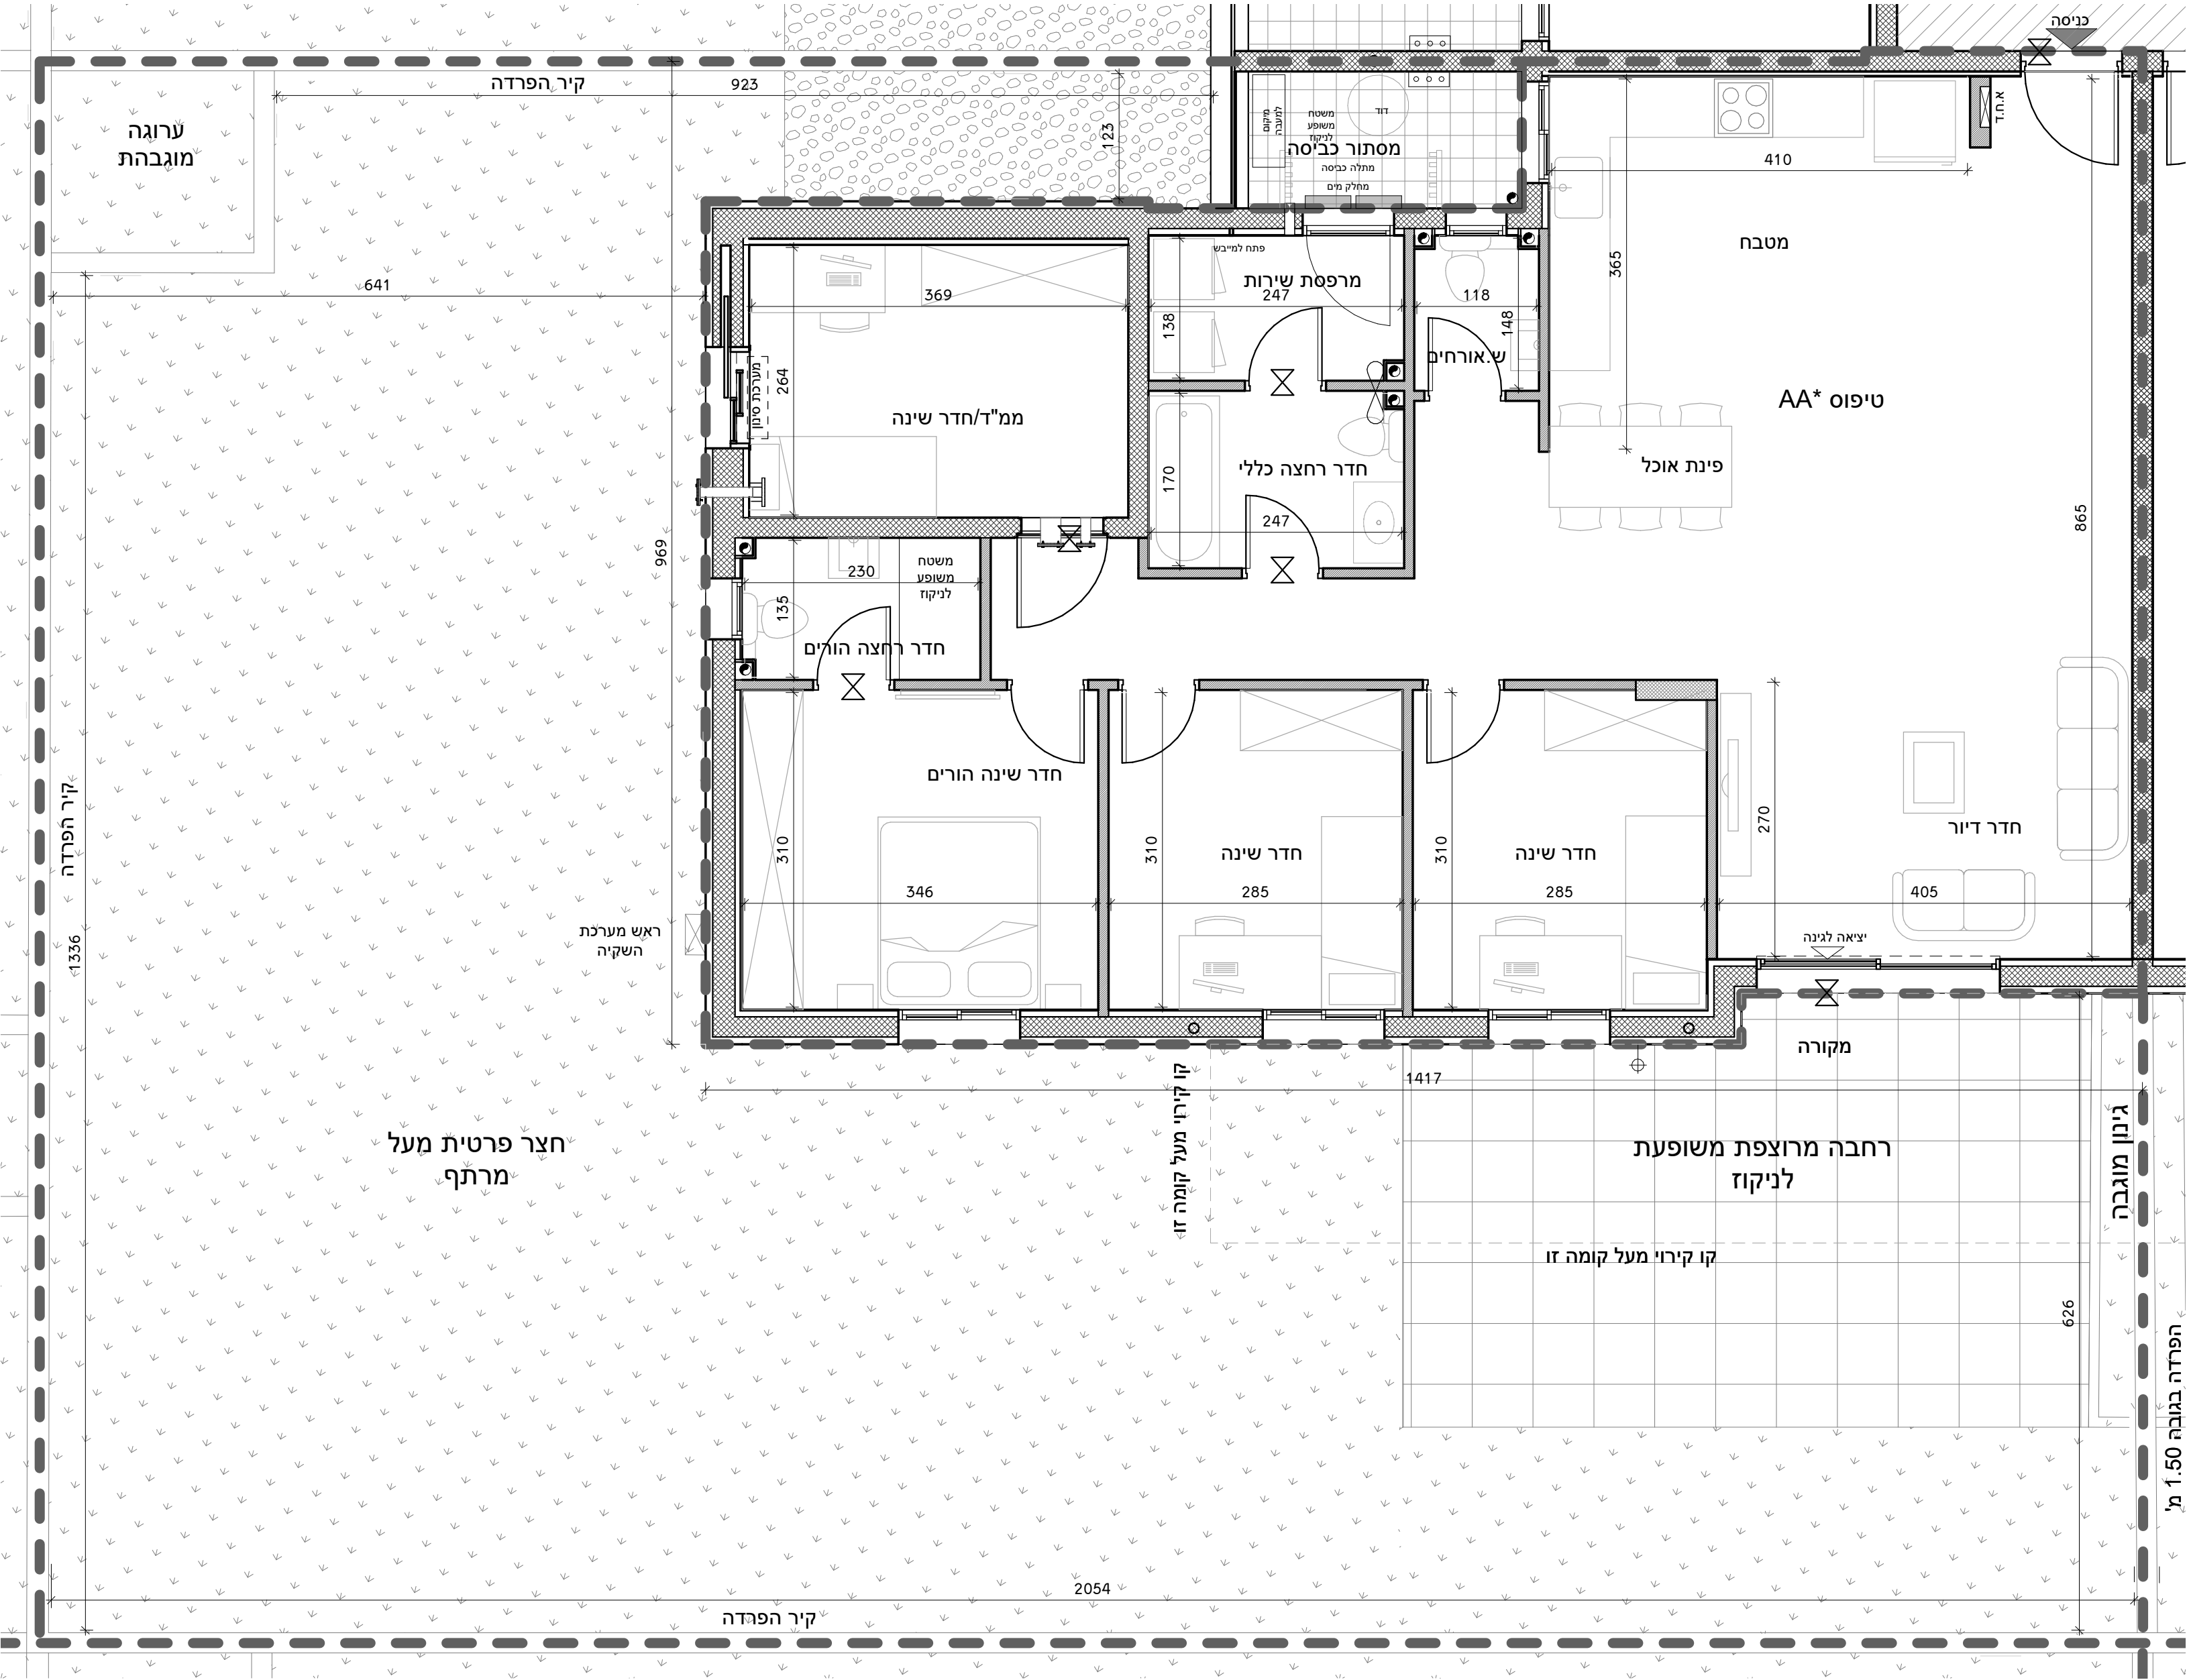 כניסה
קיר הפרדה
923
ערוגה
מוגבהת
123
מיקום
למעבה
משטח
משופע
לניקוז
דוד
מסתור כביסה
מתלה כביסה
מחלק מים
א.ח.ד
410
מטבח
365
641
369
פתח למייבש
מרפסת שירות
247
138
118
148
ש.אורחים
264
מערכת סינון
ממ"ד/חדר שינה
טיפוס *AA
פינת אוכל
חדר רחצה כללי
170
247
865
969
230
משטח
משופע
לניקוז
135
חדר רחצה הורים
חדר שינה הורים
310
346
310
חדר שינה
285
310
חדר שינה
285
270
חדר דיור
405
יציאה לגינה
קיר הפרדה
1336
ראש מערכת
השקיה
מקורה
1417
קו קירוי מעל קומה זו
חצר פרטית מעל
מרתף
רחבה מרוצפת משופעת
לניקוז
גינון מוגבה
קו קירוי מעל קומה זו
626
הפרדה בגובה 1.50 מ'
2054
קיר הפרדה